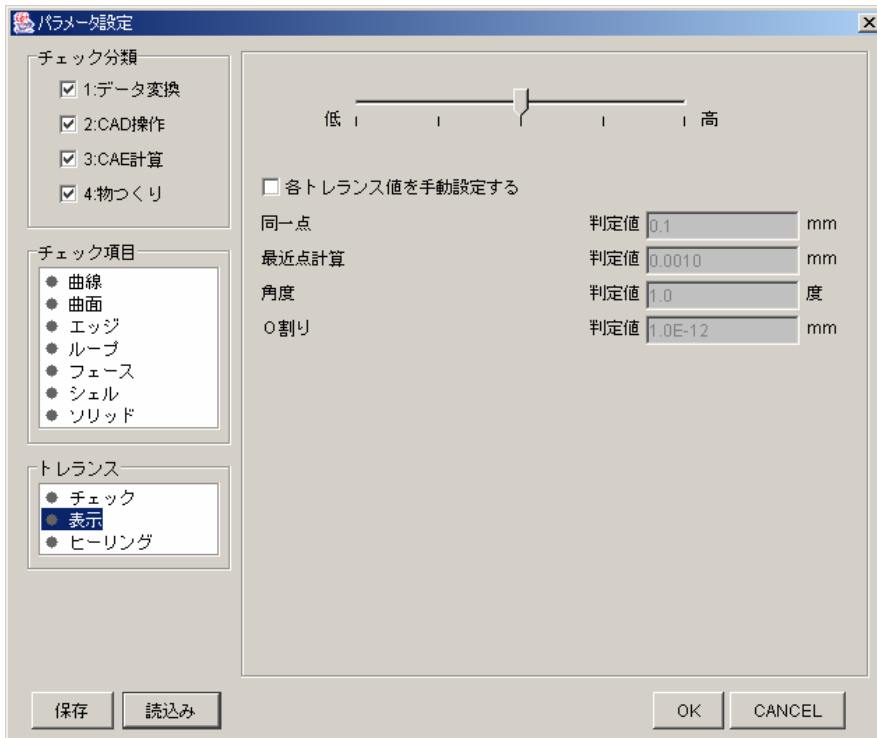 パラメータ設定
チェック分類
1:データ変換
2:CAD操作
3:CAE計算
4:物つくり
チェック項目
曲線
曲面
エッジ
ループ
フェース
シェル
ソリッド
トレランス
チェック
表示
ヒーリング
低 高
各トレランス値を手動設定する
同一点 判定値 0.1 mm
最近点計算 判定値 0.0010 mm
角度 判定値 1.0 度
０割り 判定値 1.0E-12 mm
保存 読込み OK CANCEL